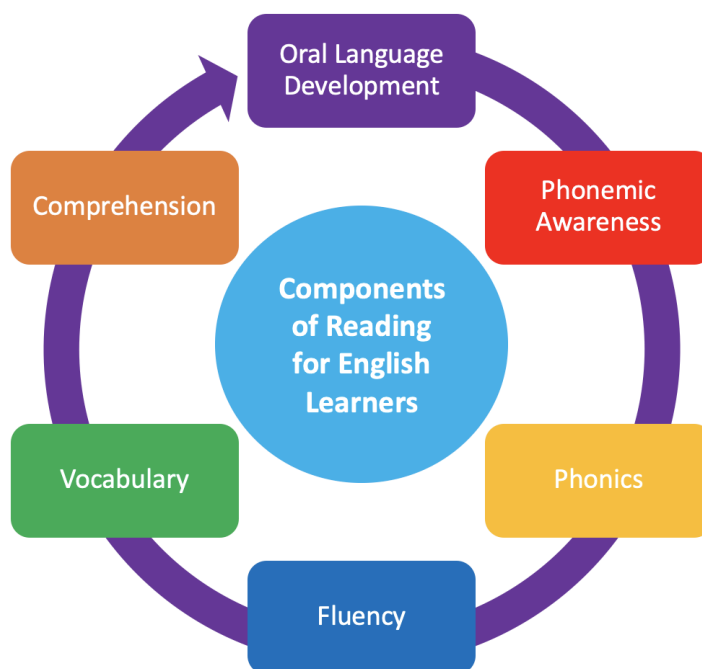 Oral Language
Development
Phonemic
Awareness
Phonics
Fluency
Vocabulary
Comprehension
Components
of Reading
for English
Learners